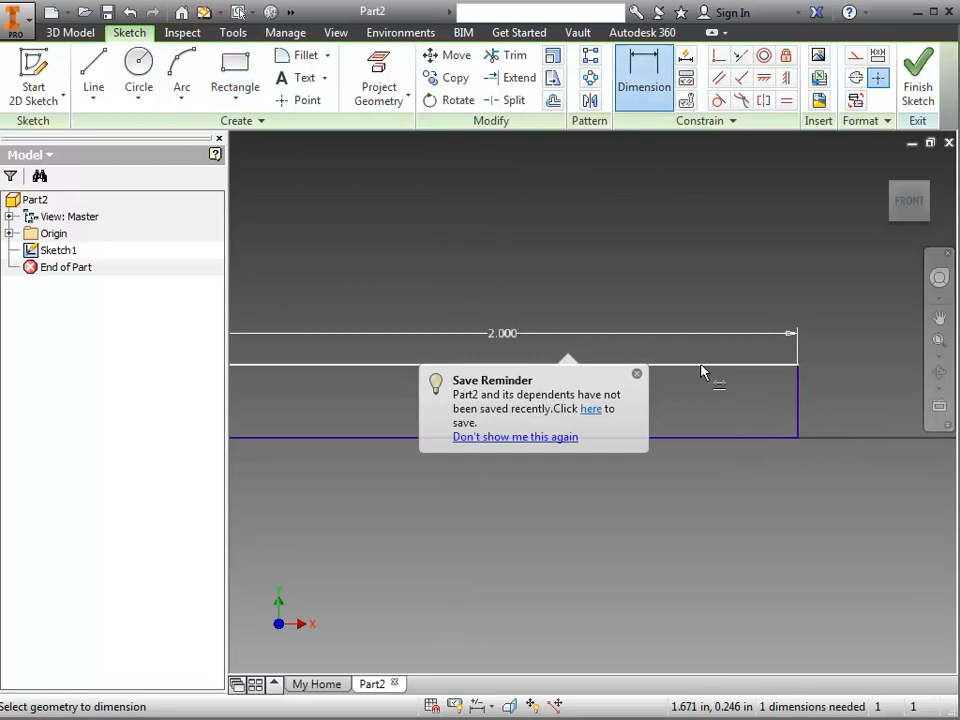 Part2
Sign In
PRO
3D Model
Sketch
Inspect
Tools
Manage
View
Environments
BIM
Get Started
Vault
Autodesk 360
Start
2D Sketch
Line
Circle
Arc
Rectangle
Fillet
Text
Point
Project
Geometry
Move
Copy
Rotate
Trim
Extend
Split
Dimension
Finish
Sketch
Sketch
Create
Modify
Pattern
Constrain
Insert
Format
Exit
Model
Part2
View: Master
Origin
Sketch1
End of Part
FRONT
2.000
Save Reminder
Part2 and its dependents have not
been saved recently.Click here to
save.
Don't show me this again
Y
X
My Home
Part2
Select geometry to dimension
1.671 in, 0.246 in
1 dimensions needed
1
1